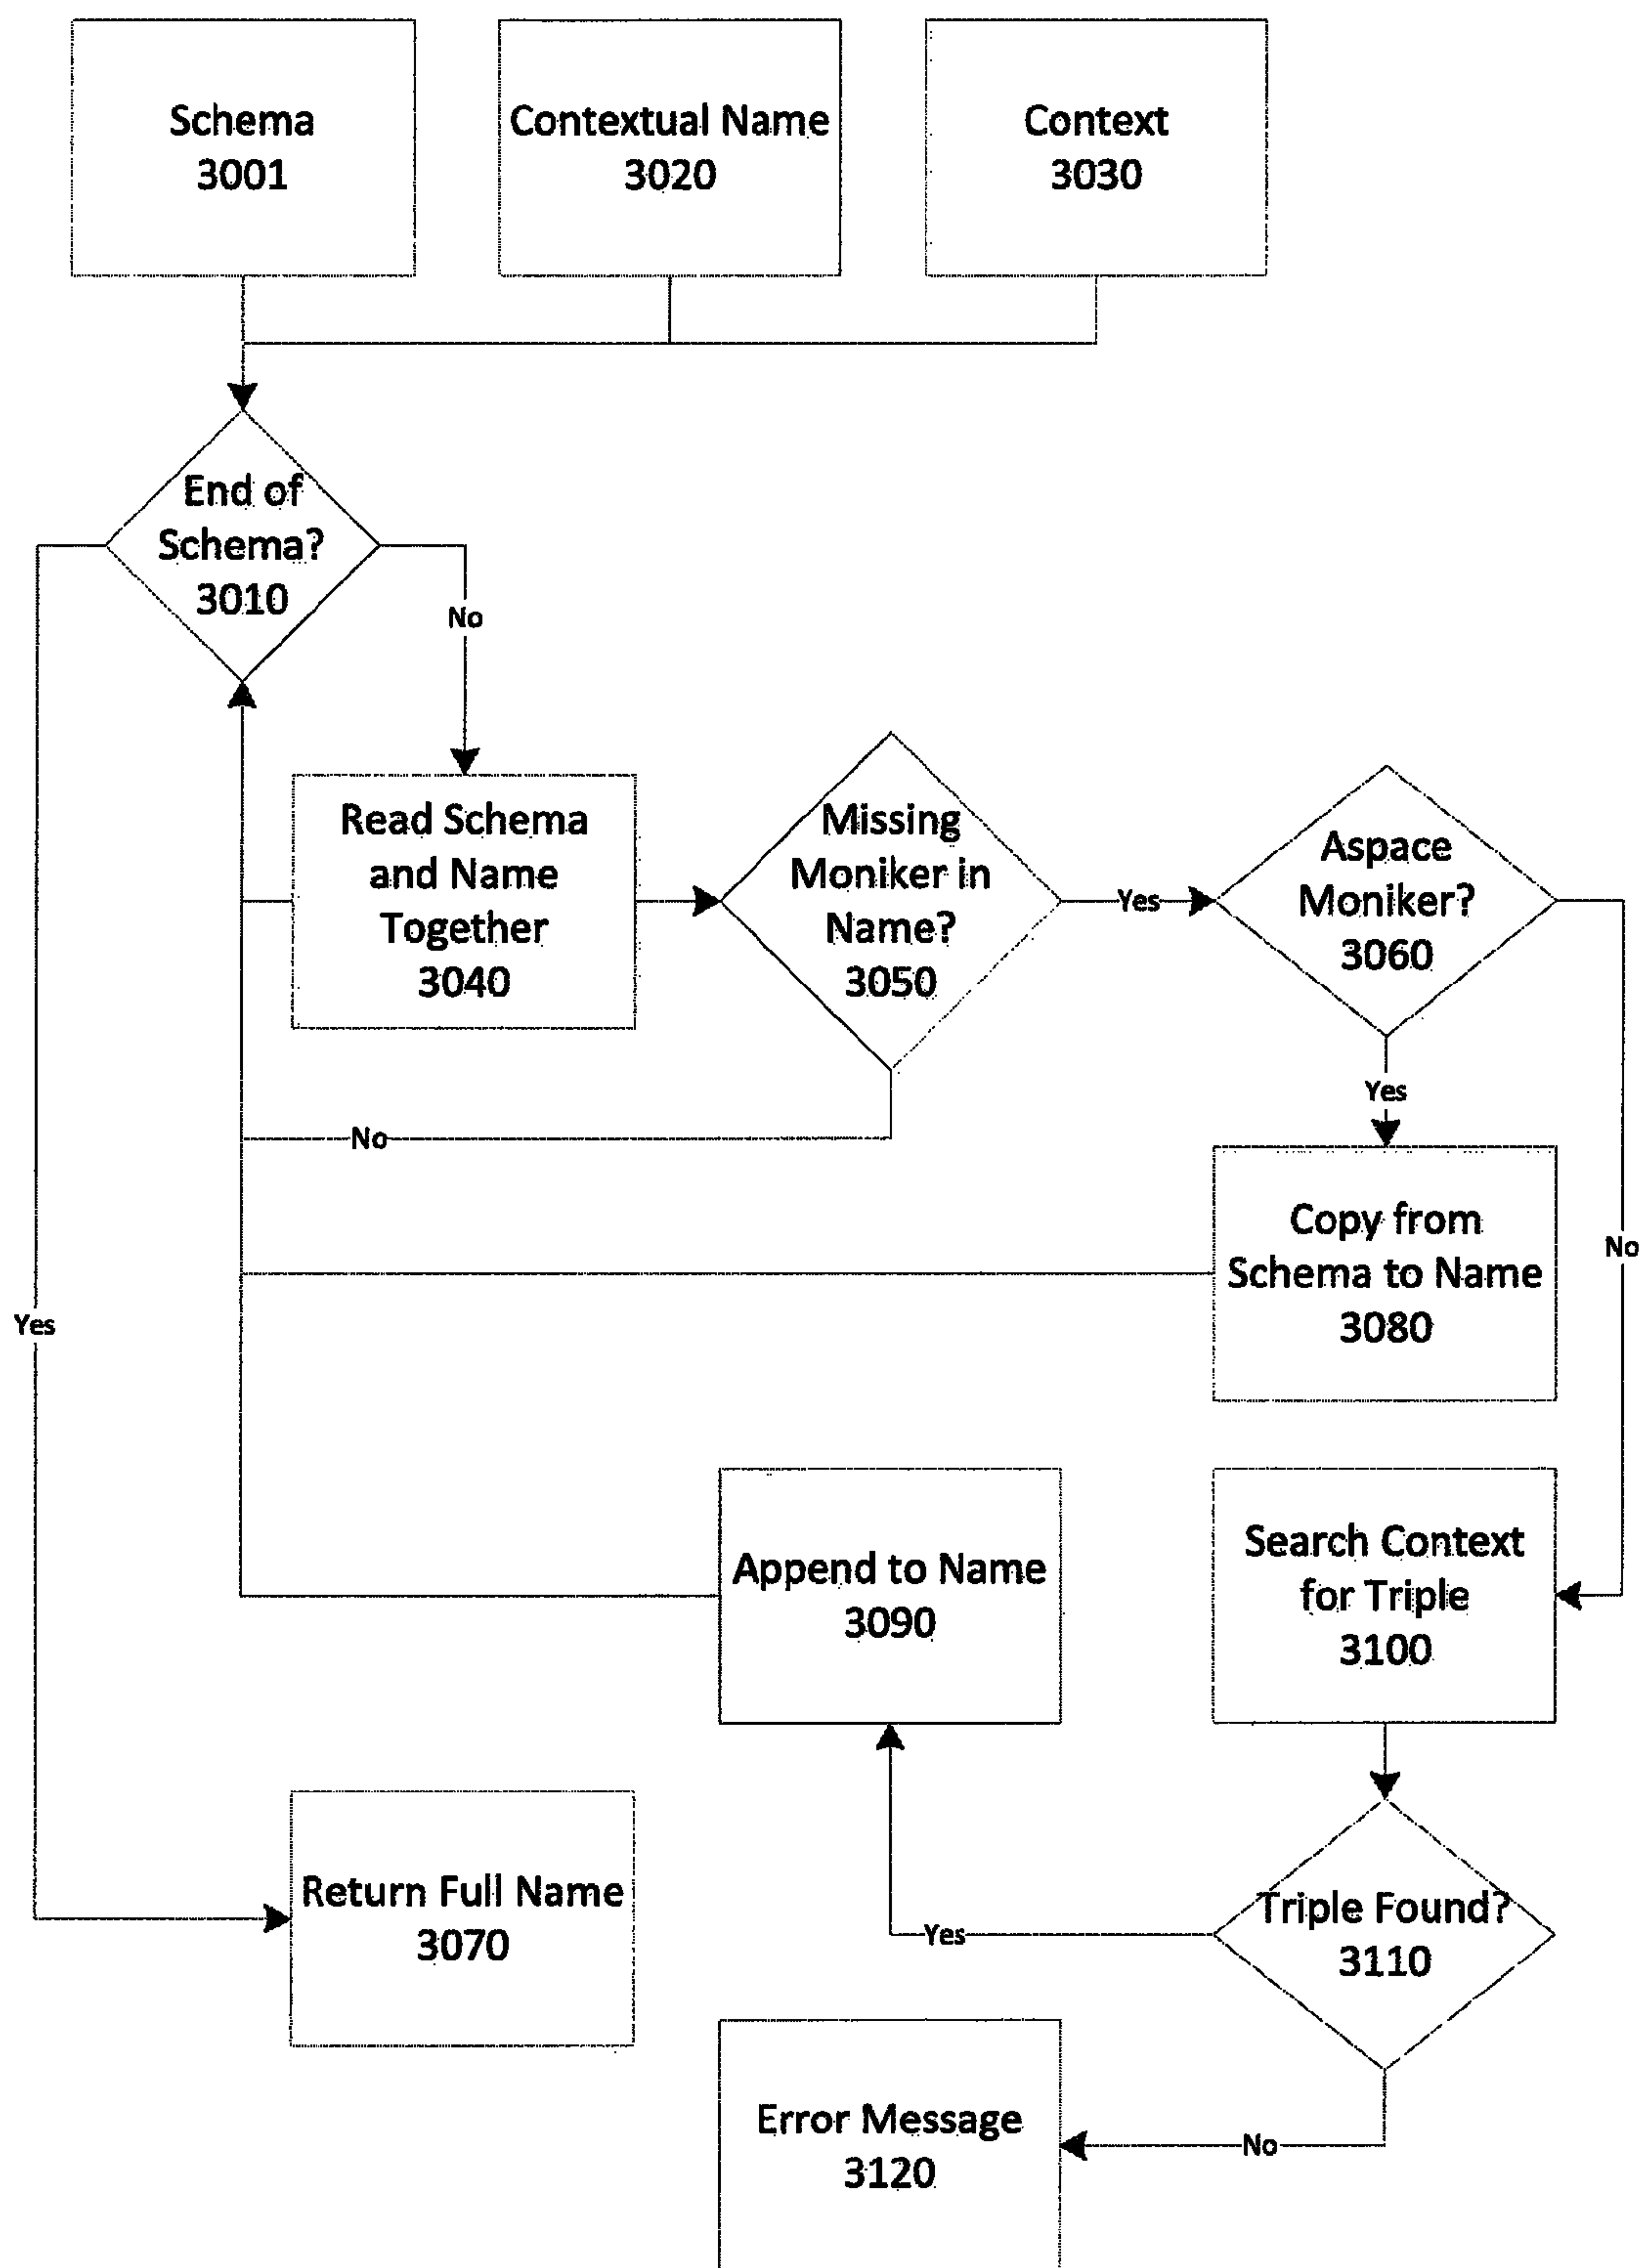 Schema
3001
Contextual Name
3020
Context
3030
End of
Schema?
3010
No
Read Schema
and Name
Together
3040
Missing
Moniker in
Name?
3050
Yes
Aspace
Moniker?
3060
Yes
No
Copy from
Schema to Name
3080
No
Yes
Append to Name
3090
Search Context
for Triple
3100
Return Full Name
3070
Yes
Triple Found?
3110
Error Message
3120
No